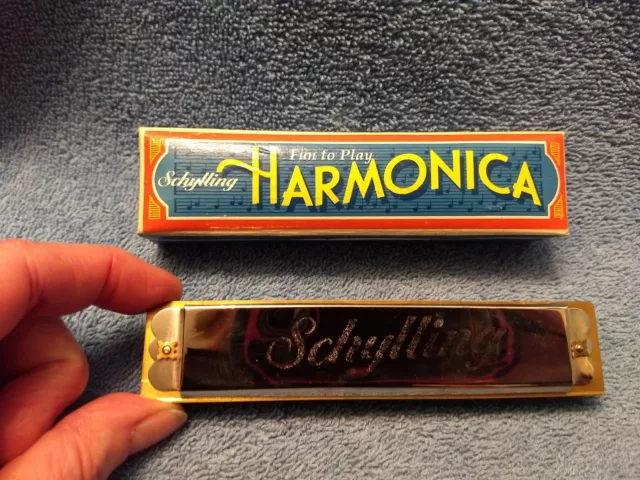 Fun to Play
Schylling HARMONICA
Schylling